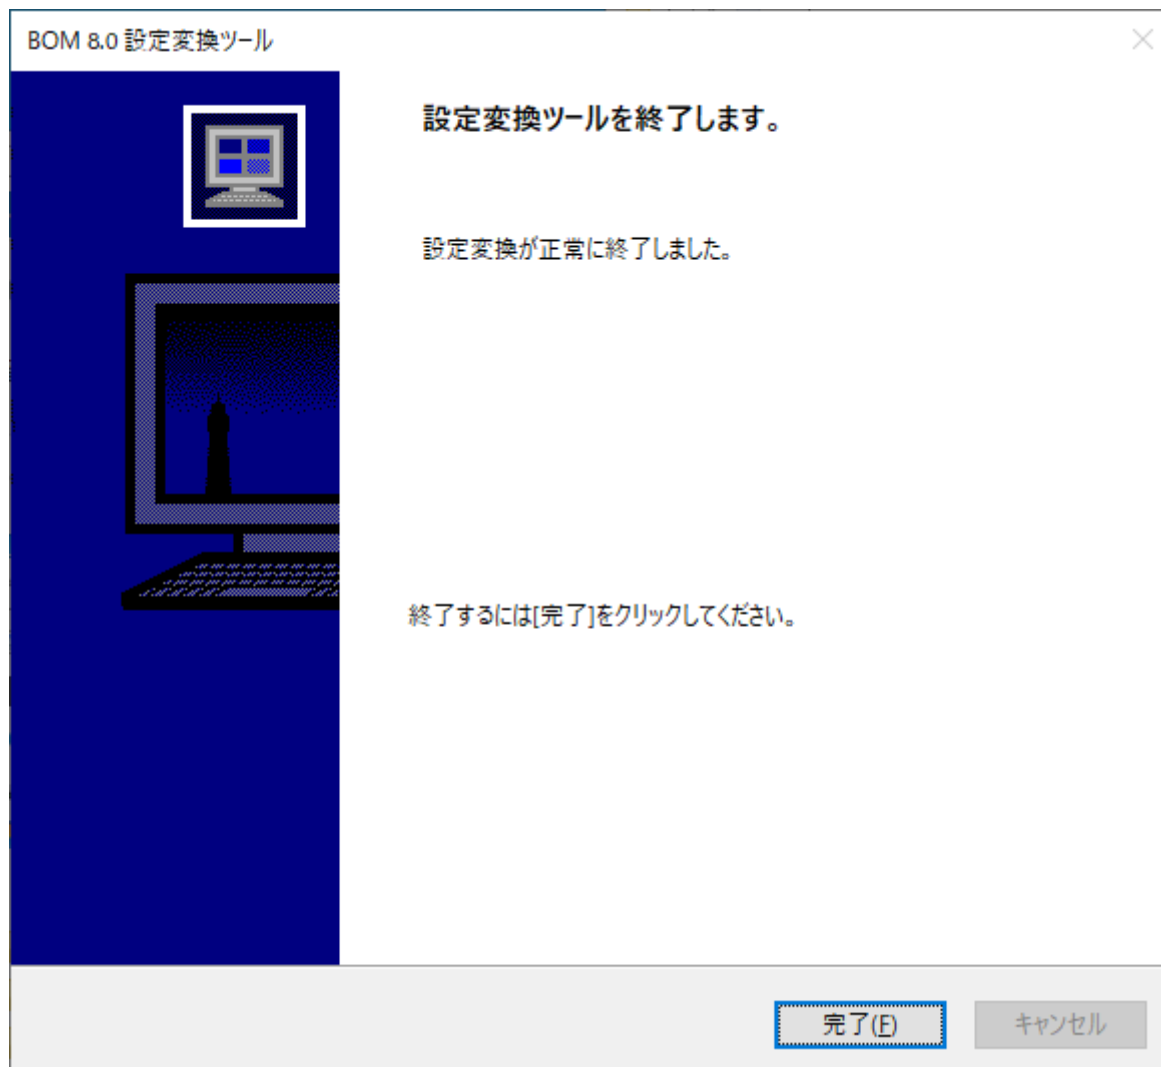 BOM 8.0 設定変換ツール
設定変換ツールを終了します。
設定変換が正常に終了しました。
終了するには[完了]をクリックしてください。
完了(F)
キャンセル